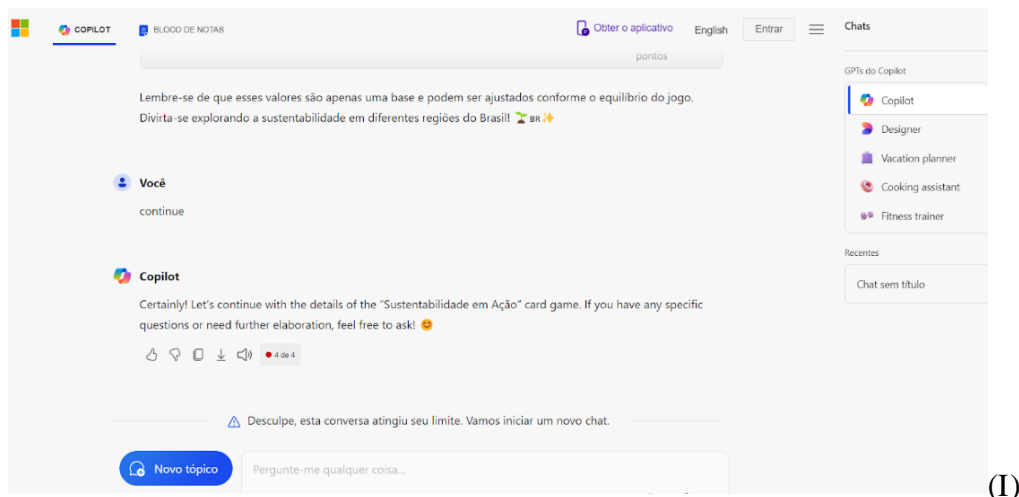 COPILOT
BLOCO DE NOTAS
Obter o aplicativo
English
Entrar
Chats
pontos
GPTs do Copilot
Lembre-se de que esses valores são apenas uma base e podem ser ajustados conforme o equilíbrio do jogo.
Divirta-se explorando a sustentabilidade em diferentes regiões do Brasil! 🌱 BR ✨
Copilot
Designer
Vacation planner
Cooking assistant
Fitness trainer
Você
continue
Recentes
Chat sem título
Copilot
Certainly! Let's continue with the details of the “Sustentabilidade em Ação” card game. If you have any specific
questions or need further elaboration, feel free to ask! 😊
4 de 4
Desculpe, esta conversa atingiu seu limite. Vamos iniciar um novo chat.
Novo tópico
Pergunte-me qualquer coisa...
(I)